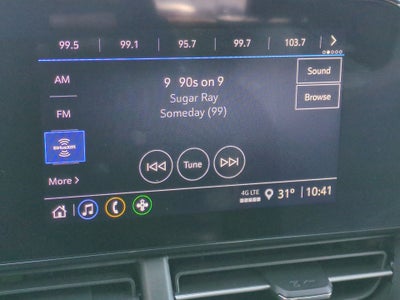 99.5 99.1 95.7 99.7 103.7
AM
9 90s on 9
Sound
Sugar Ray
Browse
FM
Someday (99)
SiriusXM
Tune
More >
4G LTE
31° 10:41